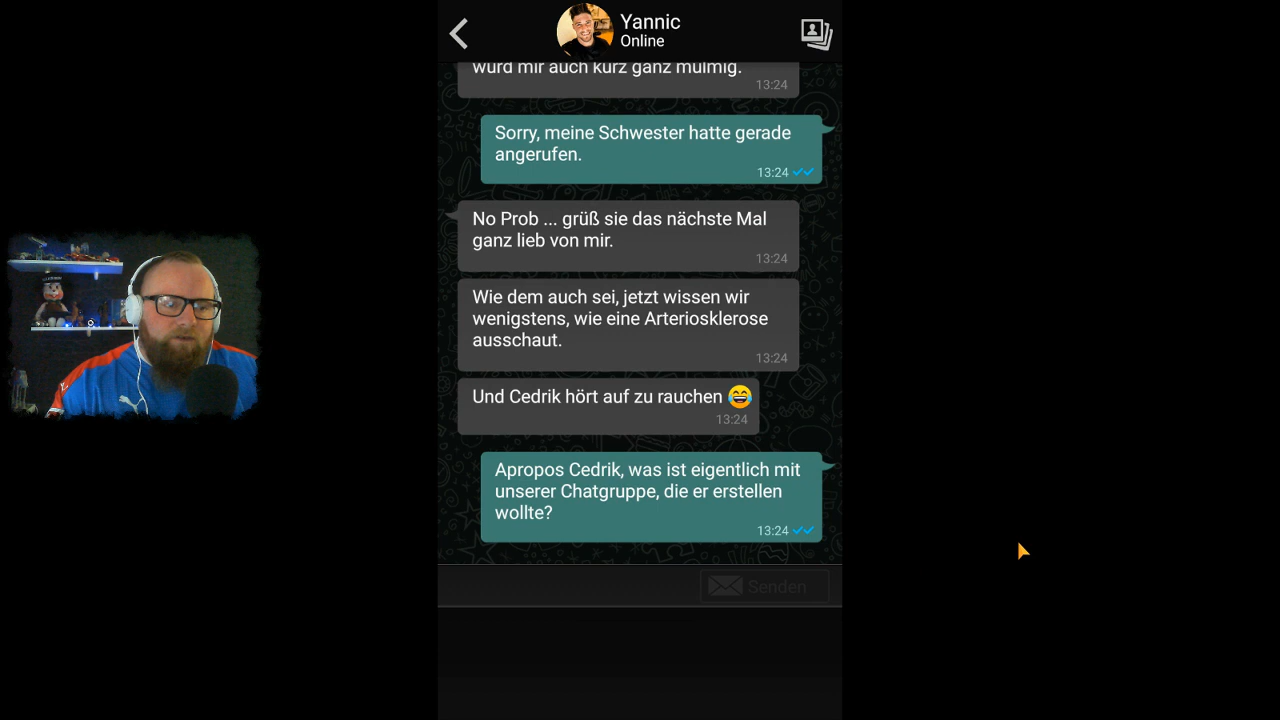 Yannic
Online
wurd mir auch kurz ganz mulmig.
13:24
Sorry, meine Schwester hatte gerade
angerufen.
13:24
No Prob ... grüß sie das nächste Mal
ganz lieb von mir.
13:24
Wie dem auch sei, jetzt wissen wir
wenigstens, wie eine Arteriosklerose
ausschaut.
13:24
Und Cedrik hört auf zu rauchen 😂
13:24
Apropos Cedrik, was ist eigentlich mit
unserer Chatgruppe, die er erstellen
wollte?
13:24
Senden